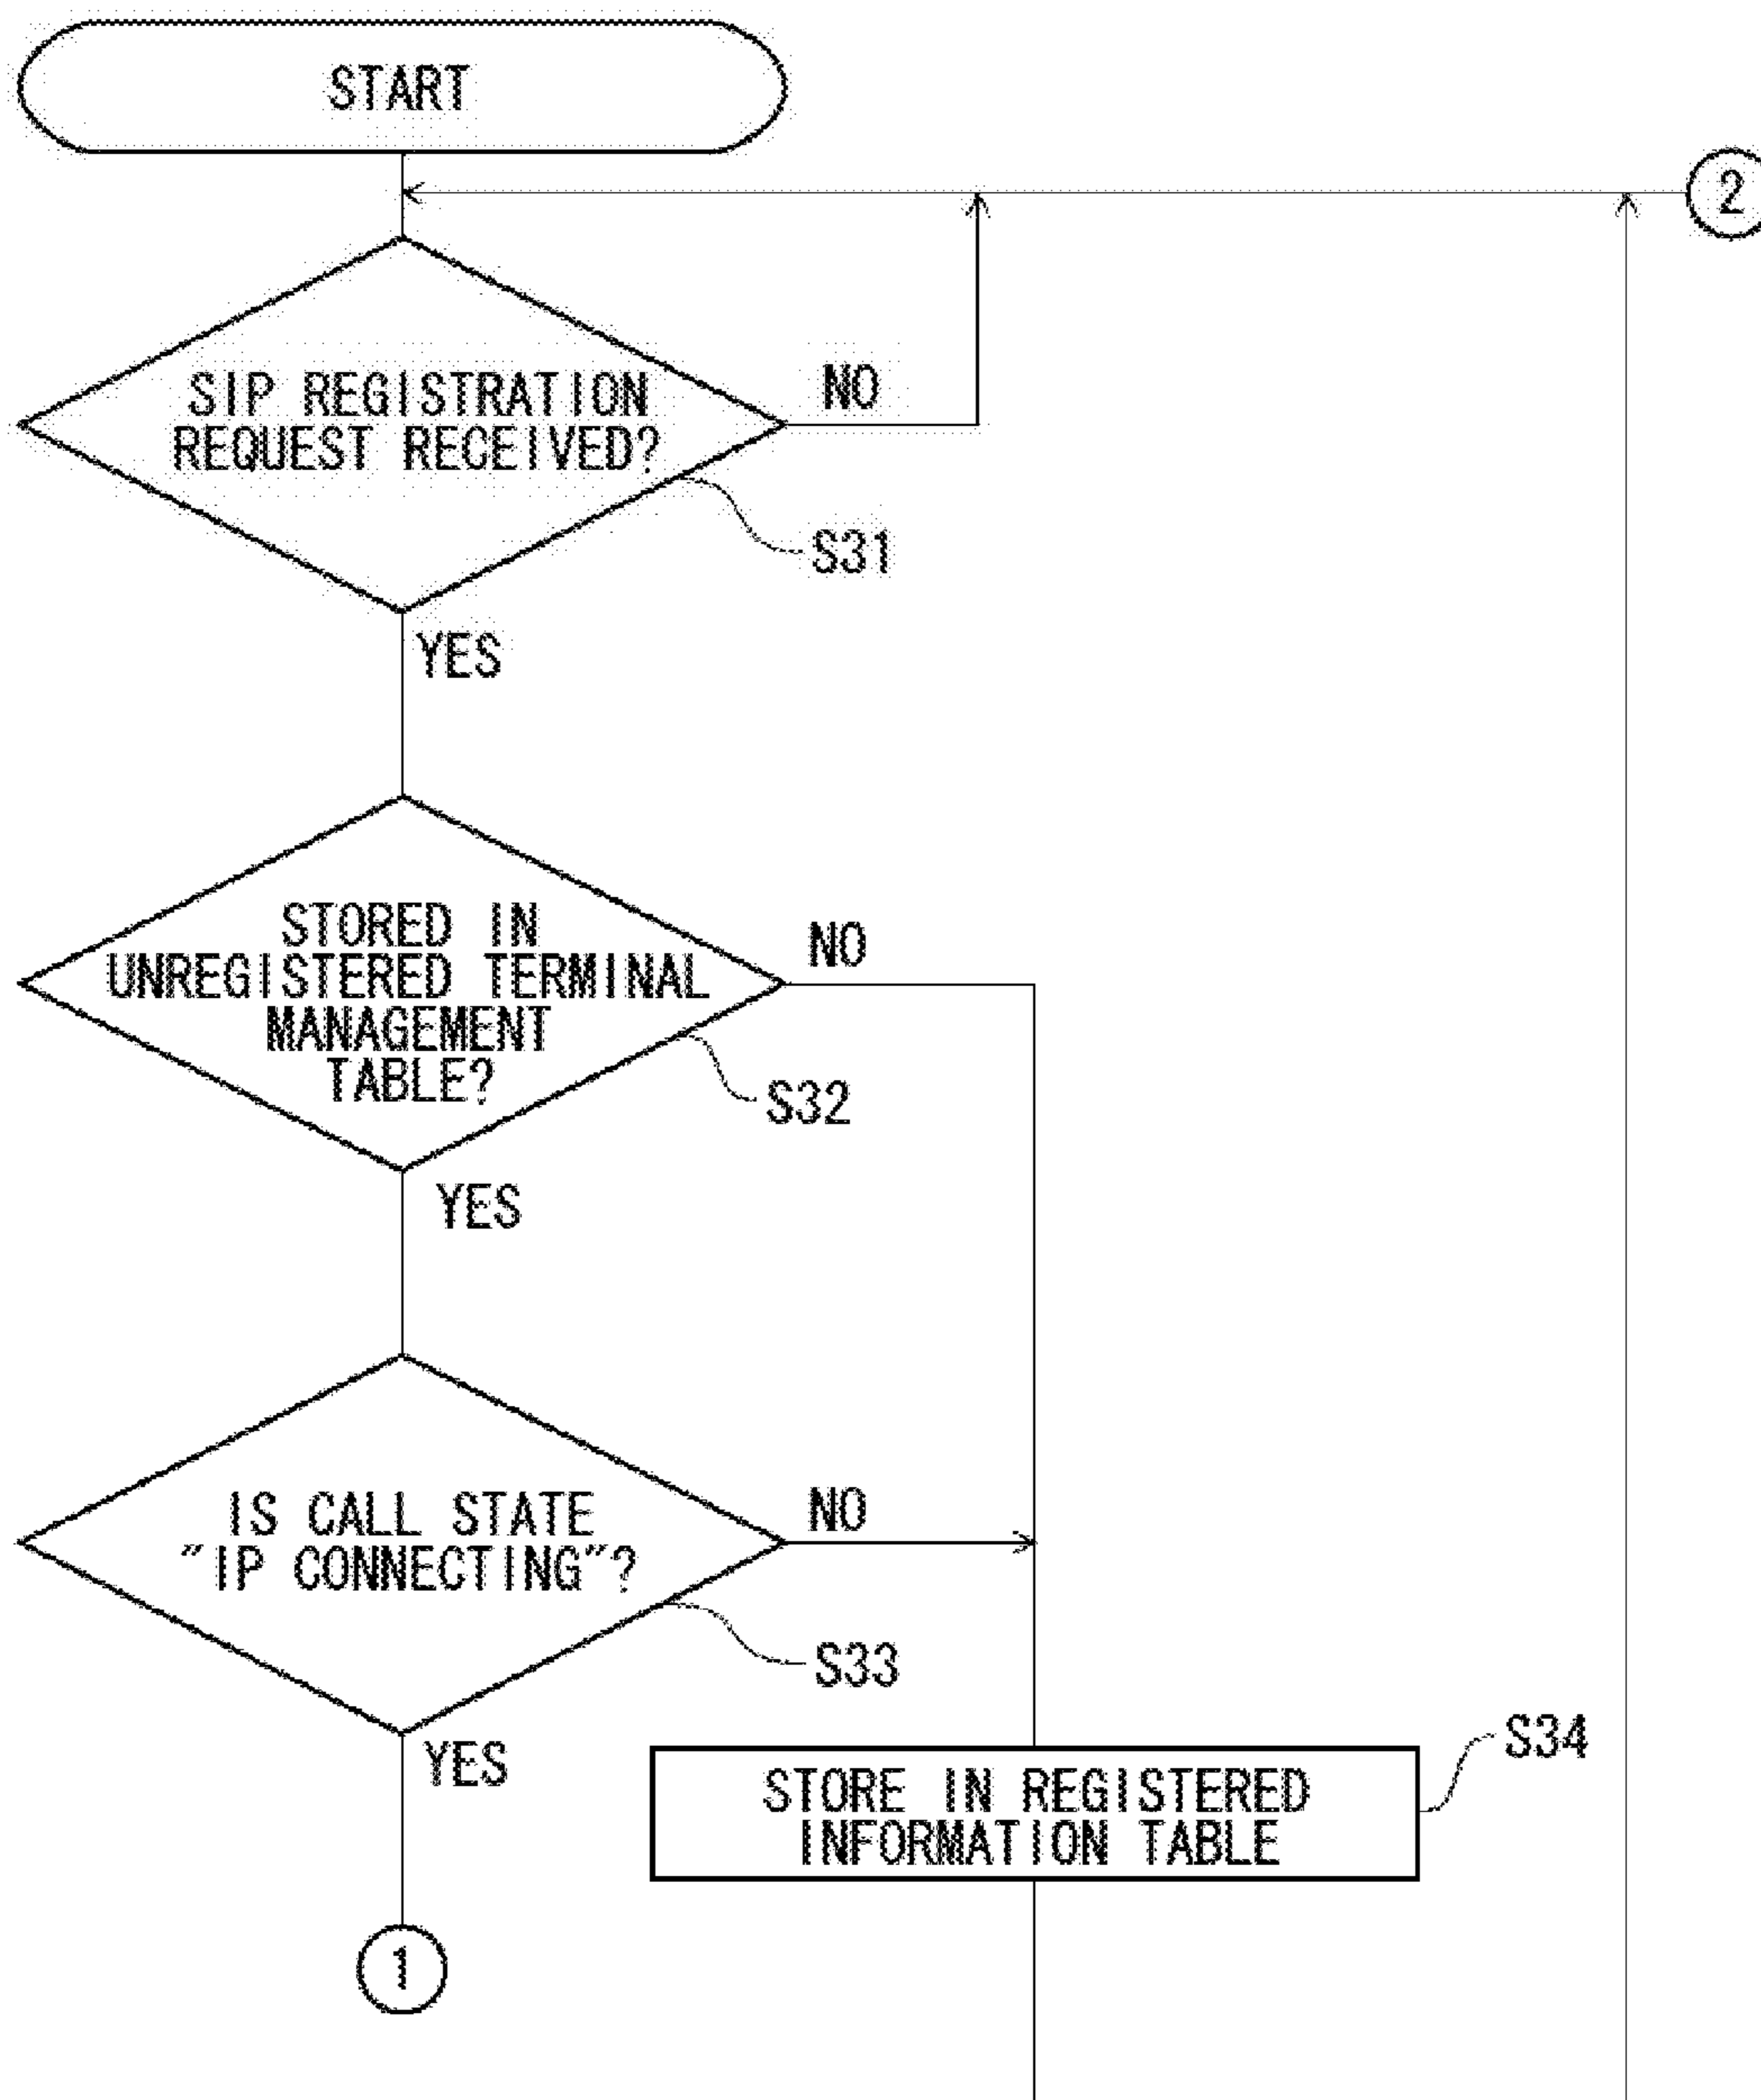 START
2
SIP REGISTRATION
REQUEST RECEIVED?
NO
S31
YES
STORED IN
UNREGISTERED TERMINAL
MANAGEMENT
TABLE?
NO
S32
YES
IS CALL STATE
"IP CONNECTING"?
NO
S33
YES
STORE IN REGISTERED
INFORMATION TABLE
S34
1